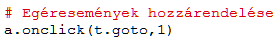 # Egéresemények hozzárendelése
a.onclick(t.goto,1)